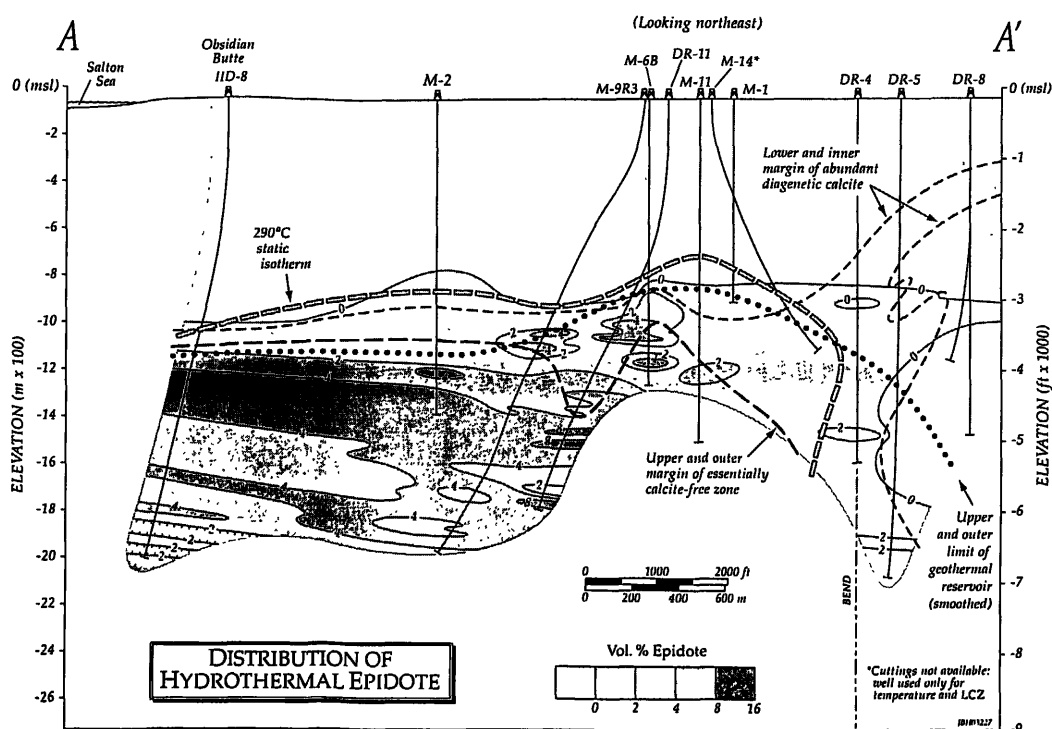 A
(Looking northeast)
A'
Obsidian
Butte
IID-8
M-2
M-6B
DR-11
M-14*
M-9R3
M-11
M-1
DR-4
DR-5
DR-8
Salton
Sea
0 (msl)
-2
-4
-6
-8
-10
-12
-14
-16
-18
-20
-22
-24
-26
ELEVATION (m x 100)
0 (msl)
-1
-2
-3
-4
-5
-6
-7
-8
-9
ELEVATION (ft x 1000)
Lower and inner
margin of abundant
diagenetic calcite
290°C
static
isotherm
Upper and outer
margin of essentially
calcite-free zone
Upper
and outer
limit of
geothermal
reservoir
(smoothed)
BEND
0 1000 2000 ft
0 200 400 600 m
DISTRIBUTION OF
HYDROTHERMAL EPIDOTE
Vol. % Epidote
0 2 4 8 16
*Cuttings not available:
well used only for
temperature and LCZ